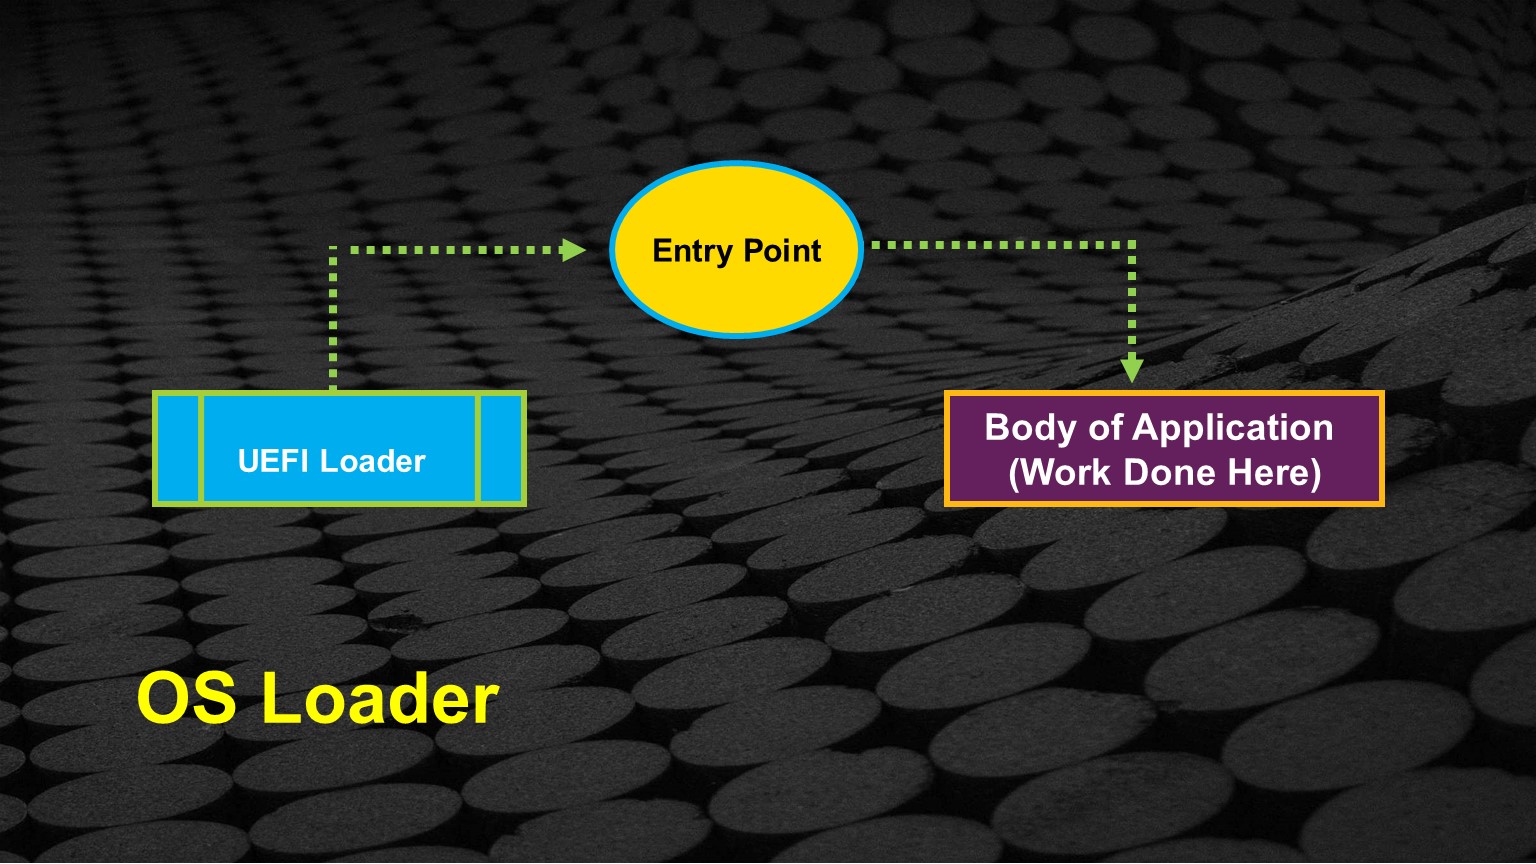 Entry Point
UEFI Loader
Body of Application
(Work Done Here)
OS Loader